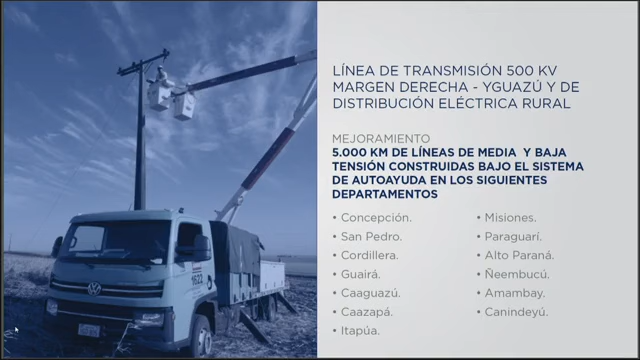 LÍNEA DE TRANSMISIÓN 500 KV
MARGEN DERECHA - YGUAZÚ Y DE
DISTRIBUCIÓN ELÉCTRICA RURAL
MEJORAMIENTO
5.000 KM DE LÍNEAS DE MEDIA Y BAJA
TENSIÓN CONSTRUIDAS BAJO EL SISTEMA
DE AUTOAYUDA EN LOS SIGUIENTES
DEPARTAMENTOS
• Concepción.
• San Pedro.
• Cordillera.
• Guairá.
• Caaguazú.
• Caazapá.
• Itapúa.
• Misiones.
• Paraguarí.
• Alto Paraná.
• Ñeembucú.
• Amambay.
• Canindeyú.
1622